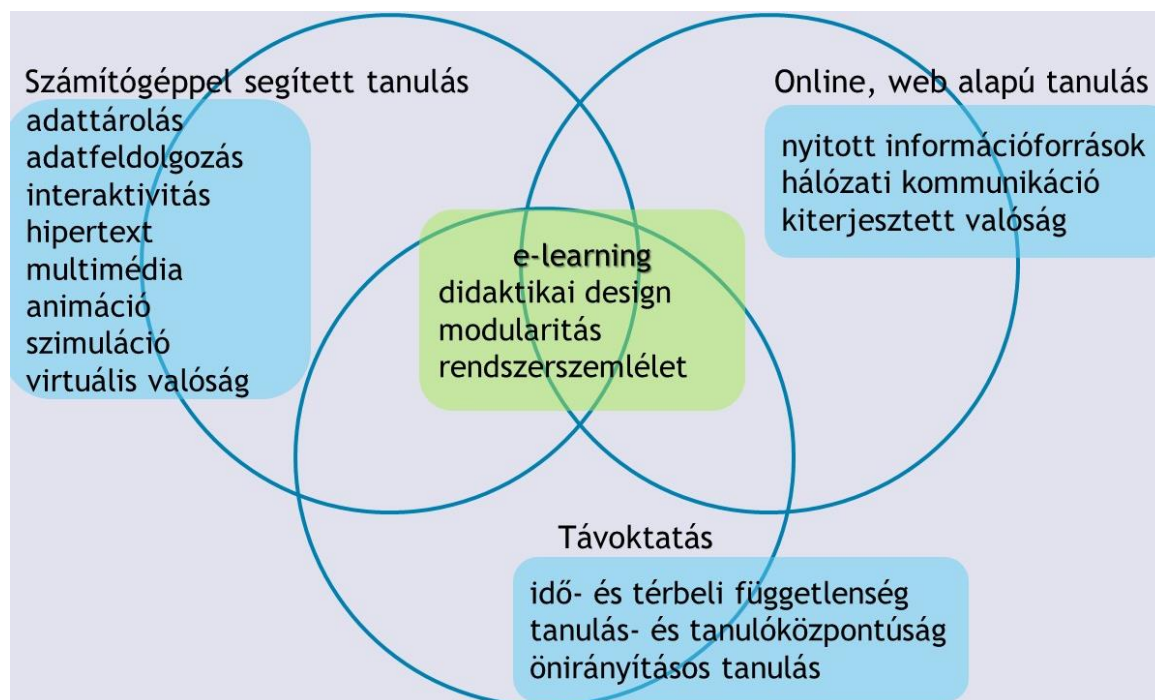 Számítógéppel segített tanulás
adattárolás
adatfeldolgozás
interaktivitás
hipertext
multimédia
animáció
szimuláció
virtuális valóság
Online, web alapú tanulás
nyitott információforrások
hálózati kommunikáció
kiterjesztett valóság
e-learning
didaktikai design
modularitás
rendszerszemlélet
Távoktatás
idő- és térbeli függetlenség
tanulás- és tanulóközpontúság
önirányításos tanulás